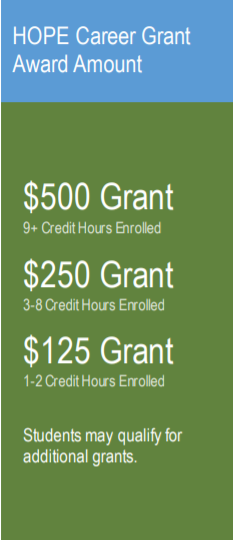 HOPE Career Grant
Award Amount
$500 Grant
9+ Credit Hours Enrolled
$250 Grant
3-8 Credit Hours Enrolled
$125 Grant
1-2 Credit Hours Enrolled
Students may qualify for
additional grants.